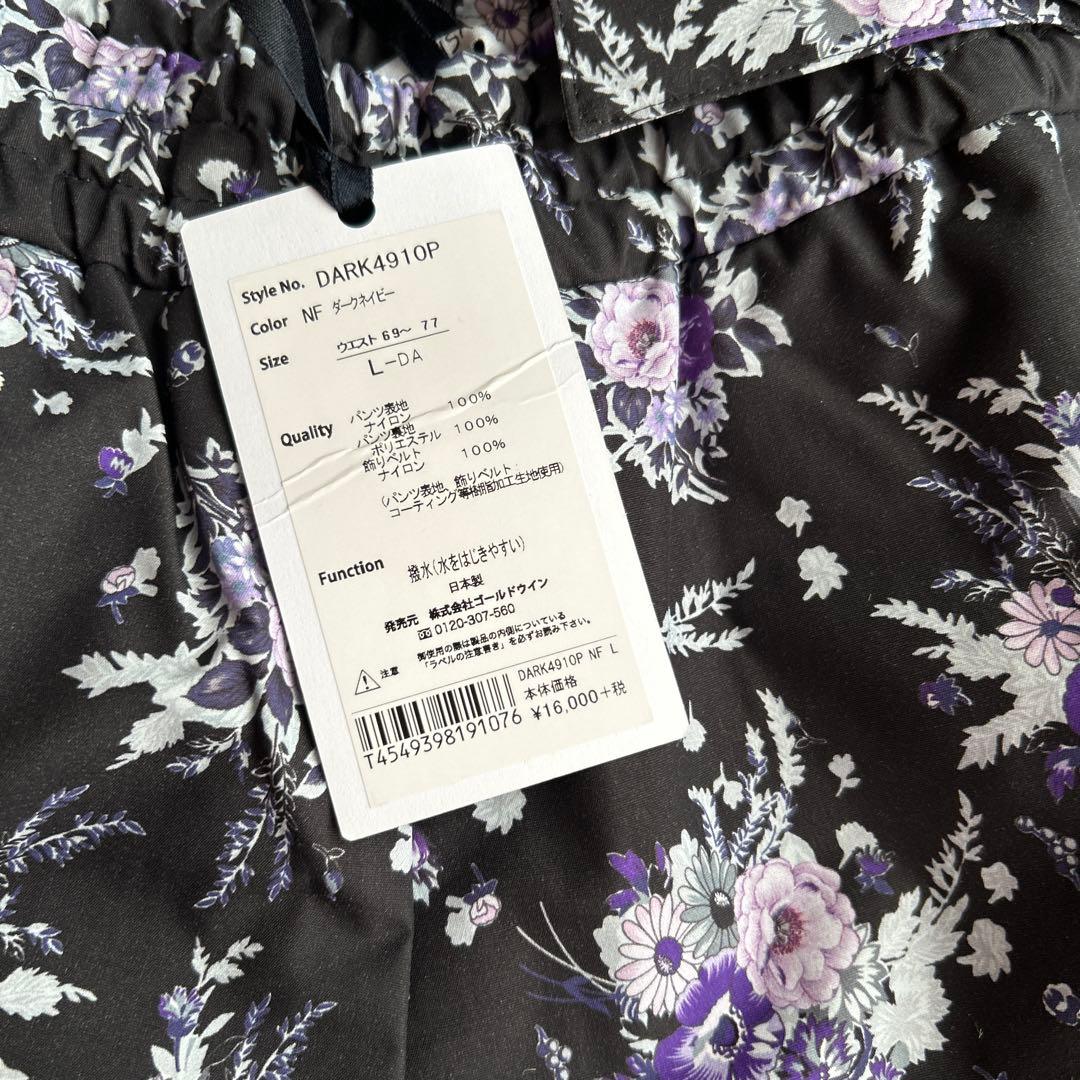 Style No. DARK4910P
Color NF ダークネイビー
Size ウエスト 69～ 77
L-DA
Quality パンツ表地
ナイロン 100%
パンツ裏地
ポリエステル 100%
飾りベルト
ナイロン 100%
(パンツ表地、飾りベルト:
コーティング等樹脂加工生地使用)
Function 撥水(水をはじきやすい)
日本製
発売元 株式会社ゴールドウイン
0120-307-560
注意 御使用の際は製品の内側についている
「ラベルの注意書き」を必ずお読み下さい。
DARK4910P NF L
本体価格
¥16,000+税
T4549398191076